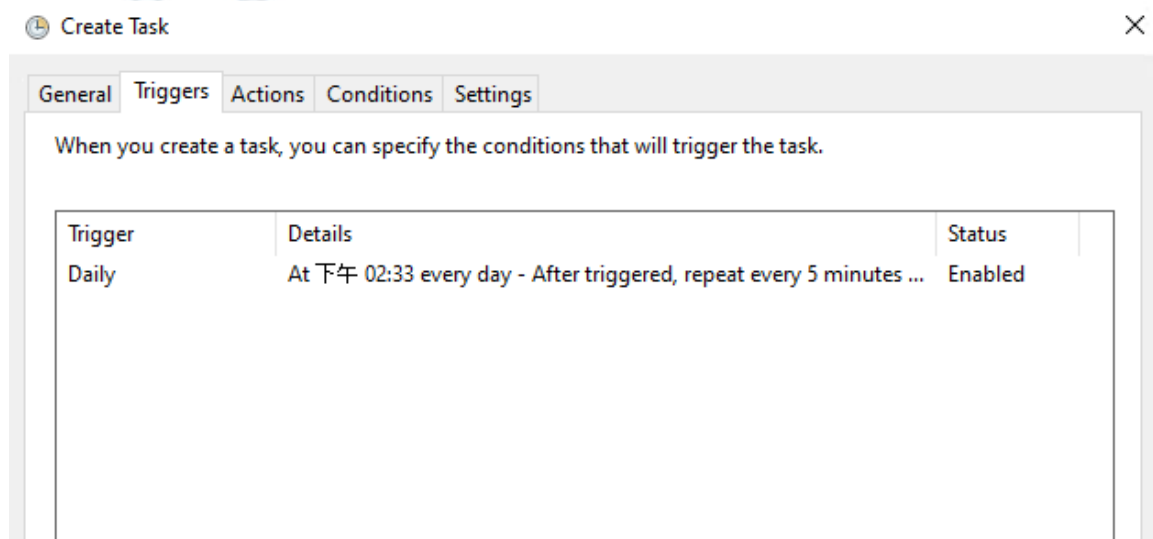 Create Task
General Triggers Actions Conditions Settings
When you create a task, you can specify the conditions that will trigger the task.
Trigger Details Status
Daily At 下午 02:33 every day - After triggered, repeat every 5 minutes ... Enabled